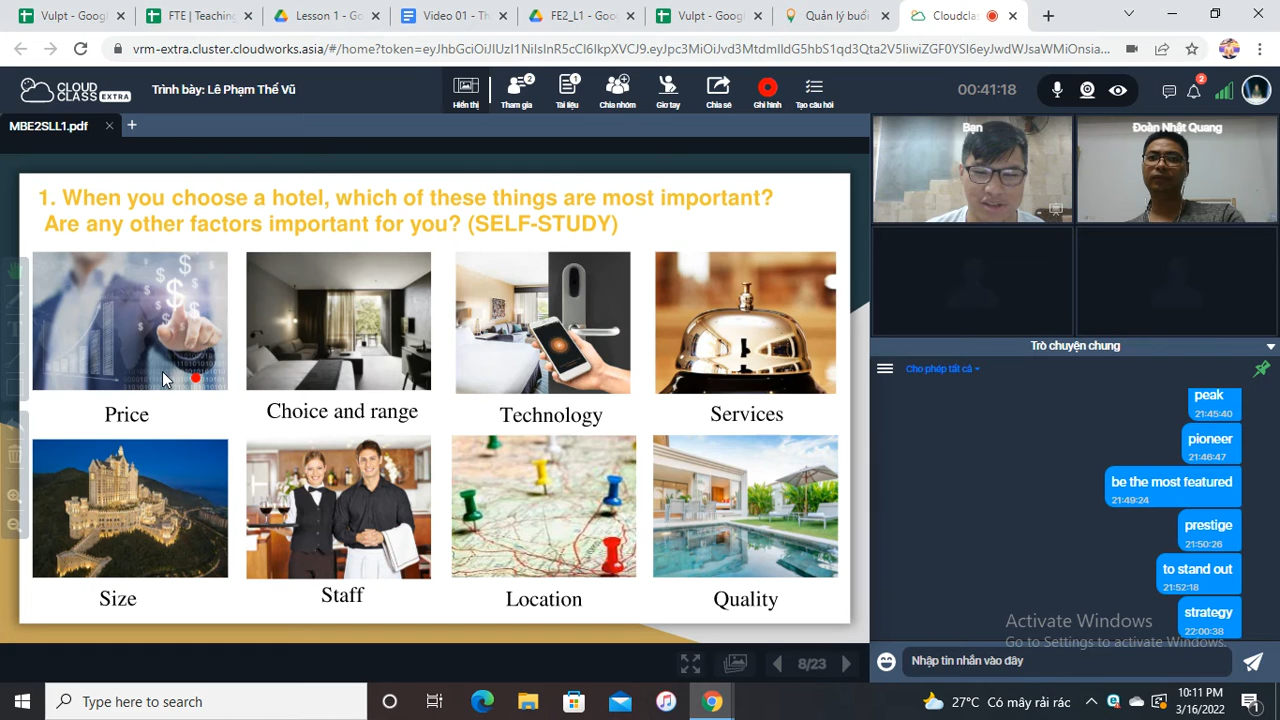 Vulpt - Googl
FTE | Teaching
Lesson 1 - Go
Video 01 - Th
FE2_L1 - Goo
Vulpt - Googl
Quản lý buổi
Cloudclas
CLOUD
CLASS EXTRA
Trình bày: Lê Phạm Thế Vũ
Hiển thị
2
Tham gia
1
Tài liệu
Chia nhóm
Giơ tay
Chia sẻ
Ghi hình
Tạo câu hỏi
00:41:18
2
MBE2SLL1.pdf
1. When you choose a hotel, which of these things are most important?
Are any other factors important for you? (SELF-STUDY)
Price
Choice and range
Technology
Services
Size
Staff
Location
Quality
8/23
Bạn
Đoàn Nhật Quang
Trò chuyện chung
Cho phép tất cả
peak
21:45:40
pioneer
21:46:47
be the most featured
21:49:24
prestige
21:50:26
to stand out
21:52:18
strategy
22:00:38
Activate Windows
Go to Settings to activate Windows.
Nhập tin nhắn vào đây
Type here to search
27°C Có mây rải rác
10:11 PM
3/16/2022
1